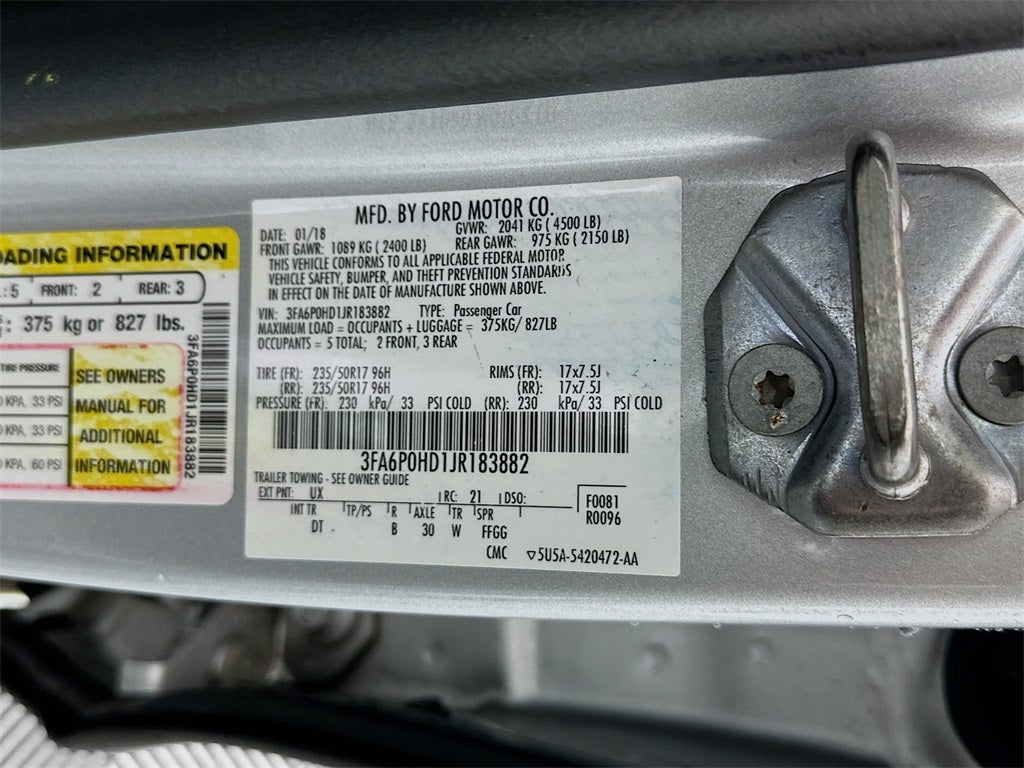 OADING INFORMATION
: 5 FRONT: 2 REAR: 3
: 375 kg or 827 lbs.
TIRE PRESSURE SEE OWNERS
KPA, 33 PSI MANUAL FOR
KPA, 33 PSI ADDITIONAL
KPA, 60 PSI INFORMATION
3FA6P0HD1JR183882
MFD. BY FORD MOTOR CO.
DATE: 01/18 GVWR: 2041 KG ( 4500 LB)
FRONT GAWR: 1089 KG ( 2400 LB) REAR GAWR: 975 KG ( 2150 LB)
THIS VEHICLE CONFORMS TO ALL APPLICABLE FEDERAL MOTOR
VEHICLE SAFETY, BUMPER, AND THEFT PREVENTION STANDARDS
IN EFFECT ON THE DATE OF MANUFACTURE SHOWN ABOVE.
VIN: 3FA6P0HD1JR183882 TYPE: Passenger Car
MAXIMUM LOAD = OCCUPANTS + LUGGAGE = 375KG/ 827LB
OCCUPANTS = 5 TOTAL; 2 FRONT, 3 REAR
TIRE (FR): 235/50R17 96H RIMS (FR): 17x7.5J
(RR): 235/50R17 96H (RR): 17x7.5J
PRESSURE (FR): 230 kPa/ 33 PSI COLD (RR): 230 kPa/ 33 PSI COLD
3FA6P0HD1JR183882
TRAILER TOWING - SEE OWNER GUIDE
EXT PNT: UX RC: 21 DSO: F0081
INT TR TP/PS R AXLE TR SPR R0096
DT B 30 W FFGG
CMC ▽5U5A-5420472-AA